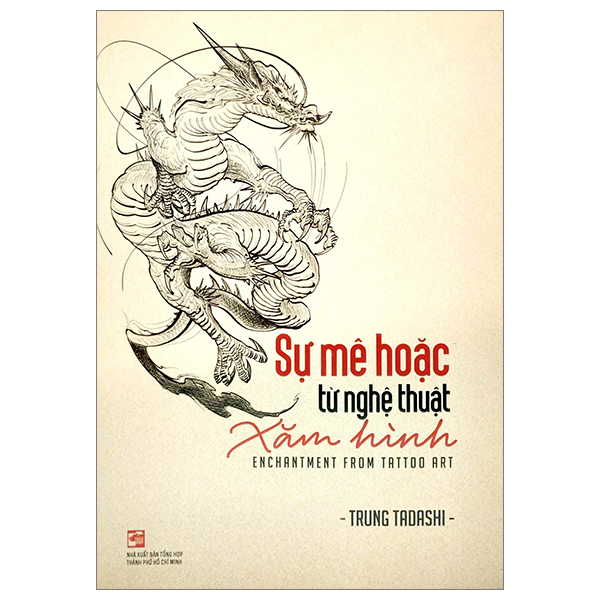 Sự mê hoặc
từ nghệ thuật
Xăm hình
ENCHANTMENT FROM TATTOO ART
- TRUNG TADASHI -
NHÀ XUẤT BẢN TỔNG HỢP
THÀNH PHỐ HỒ CHÍ MINH